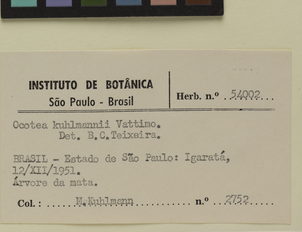 INSTITUTO DE BOTÂNICA
São Paulo - Brasil
Herb. n.º 54002
Ocotea kuhlmannii Vattimo.
Det. B.C.Teixeira.
BRASIL - Estado de São Paulo: Igaratá,
12/XII/1951.
Árvore da mata.
Col.: M.Kuhlmann n.º 2752